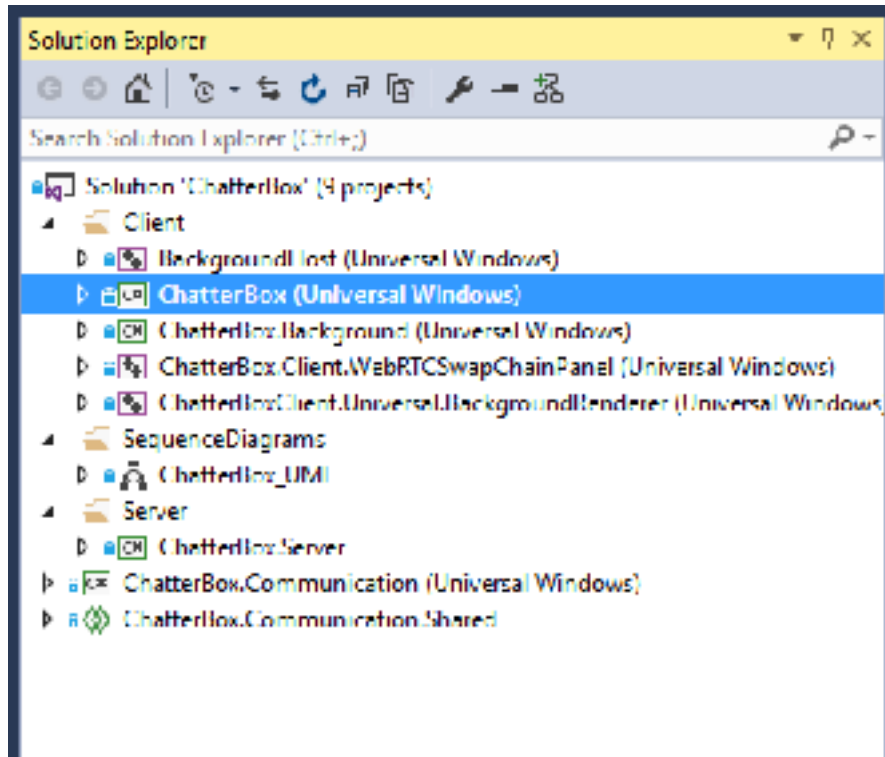 Solution Explorer
Search Solution Explorer (Ctrl+;)
Solution 'ChatterBox' (9 projects)
Client
BackgroundHost (Universal Windows)
ChatterBox (Universal Windows)
ChatterBox.Background (Universal Windows)
ChatterBox.Client.WebRTCSwapChainPanel (Universal Windows)
ChatterBoxClient.Universal.BackgroundRenderer (Universal Windows
SequenceDiagrams
ChatterBox_UML
Server
ChatterBox.Server
ChatterBox.Communication (Universal Windows)
ChatterBox.Communication.Shared